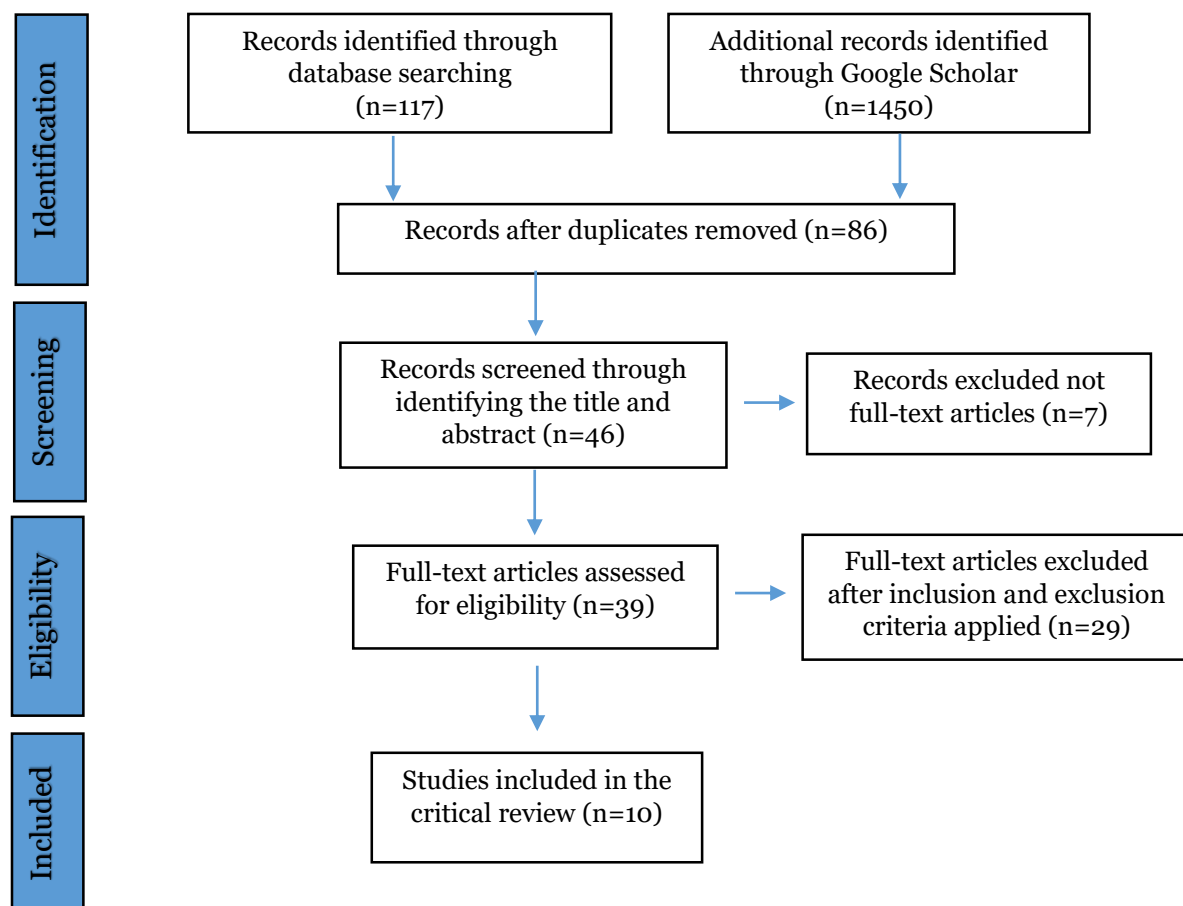 Identification
Records identified through
database searching
(n=117)
Additional records identified
through Google Scholar
(n=1450)
Records after duplicates removed (n=86)
Screening
Records screened through
identifying the title and
abstract (n=46)
Records excluded not
full-text articles (n=7)
Eligibility
Full-text articles assessed
for eligibility (n=39)
Full-text articles excluded
after inclusion and exclusion
criteria applied (n=29)
Included
Studies included in the
critical review (n=10)